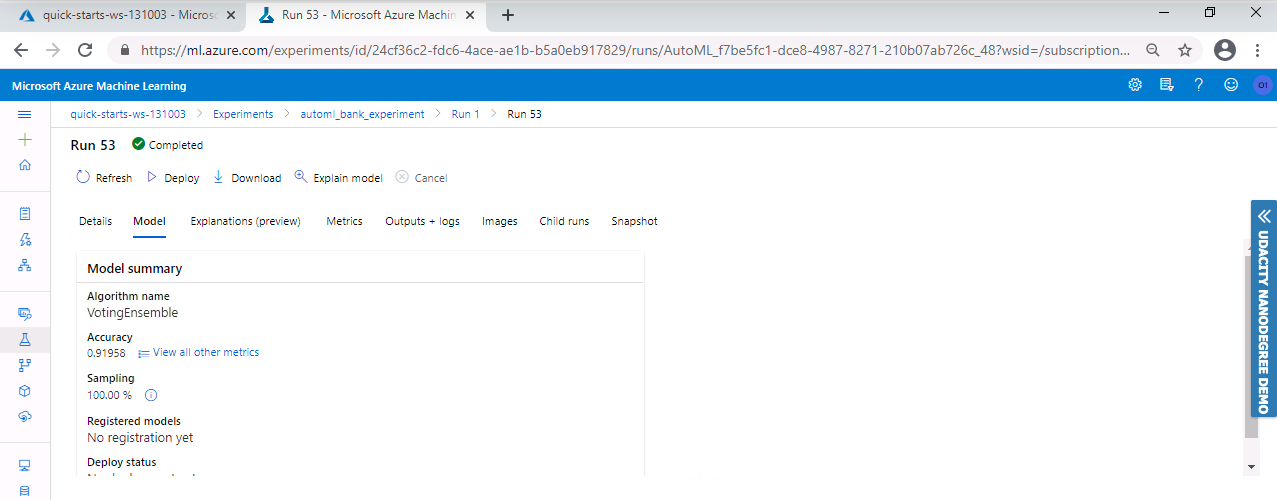 quick-starts-ws-131003 - Micros
Run 53 - Microsoft Azure Machin
https://ml.azure.com/experiments/id/24cf36c2-fdc6-4ace-ae1b-b5a0eb917829/runs/AutoML_f7be5fc1-dce8-4987-8271-210b07ab726c_48?wsid=/subscription...
Microsoft Azure Machine Learning
O1
quick-starts-ws-131003 > Experiments > automl_bank_experiment > Run 1 > Run 53
Run 53 Completed
Refresh Deploy Download Explain model Cancel
Details Model Explanations (preview) Metrics Outputs + logs Images Child runs Snapshot
Model summary
Algorithm name
VotingEnsemble
Accuracy
0.91958 View all other metrics
Sampling
100.00 %
Registered models
No registration yet
Deploy status
UDACITY NANODEGREE DEMO